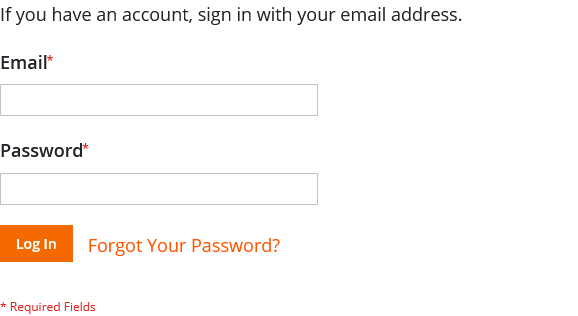 If you have an account, sign in with your email address.
Email*
Password*
Log In Forgot Your Password?
* Required Fields